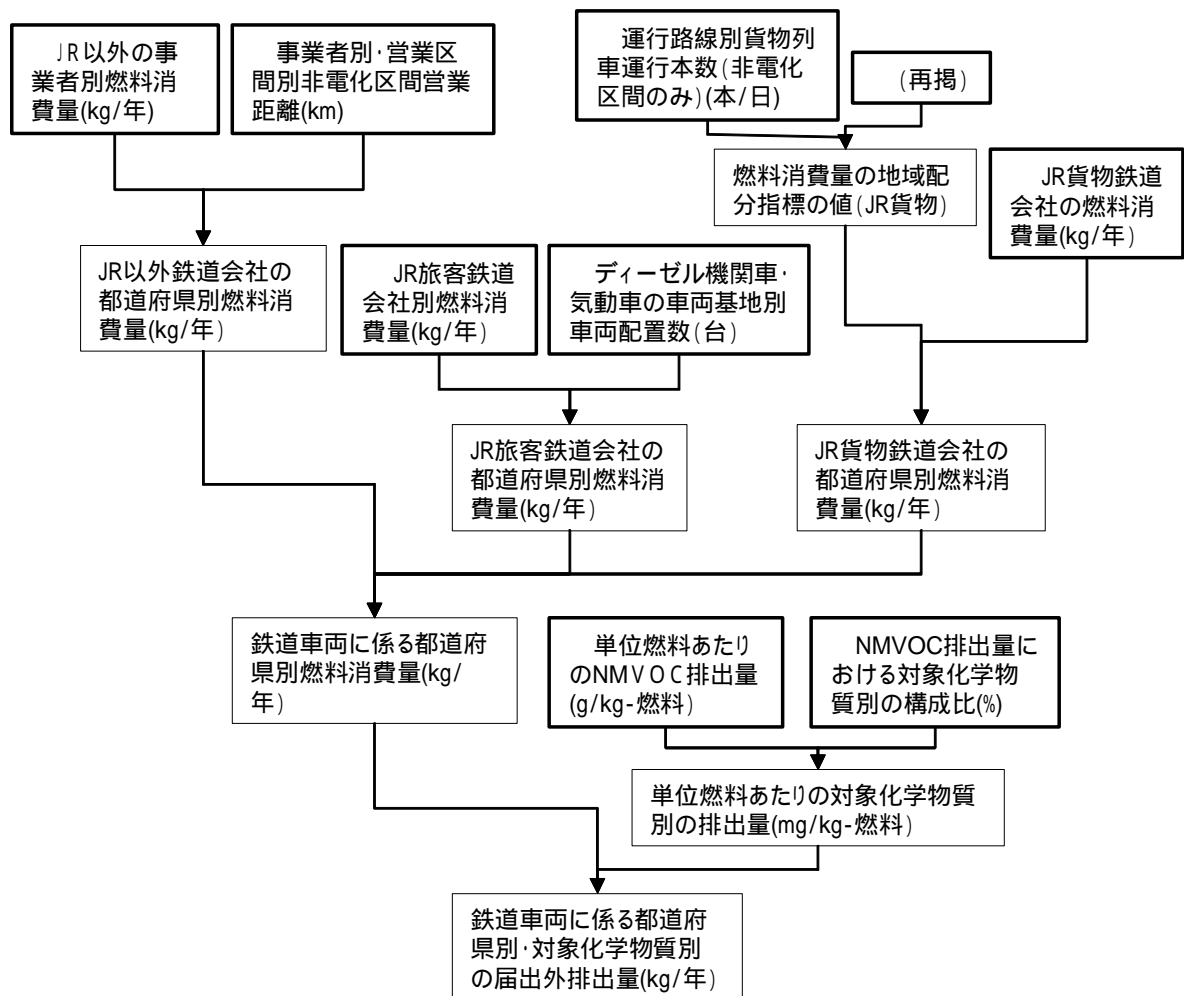 JR以外の事
業者別燃料消
費量(kg/年)
事業者別・営業区
間別非電化区間営業
距離(km)
運行路線別貨物列
車運行本数(非電化
区間のみ)(本/日)
(再掲)
燃料消費量の地域配
分指標の値(JR貨物)
JR貨物鉄道
会社の燃料消
費量(kg/年)
JR以外鉄道会社の
都道府県別燃料消
費量(kg/年)
JR旅客鉄道
会社別燃料消
費量(kg/年)
ディーゼル機関車・
気動車の車両基地別
車両配置数(台)
JR旅客鉄道会社の
都道府県別燃料消
費量(kg/年)
JR貨物鉄道会社の
都道府県別燃料消
費量(kg/年)
鉄道車両に係る都道府
県別燃料消費量(kg/
年)
単位燃料あたり
のNMVOC排出量
(g/kg-燃料)
NMVOC排出量に
おける対象化学物
質別の構成比(%)
単位燃料あたりの対象化学物質
別の排出量(mg/kg-燃料)
鉄道車両に係る都道府
県別・対象化学物質別
の届出外排出量(kg/年)